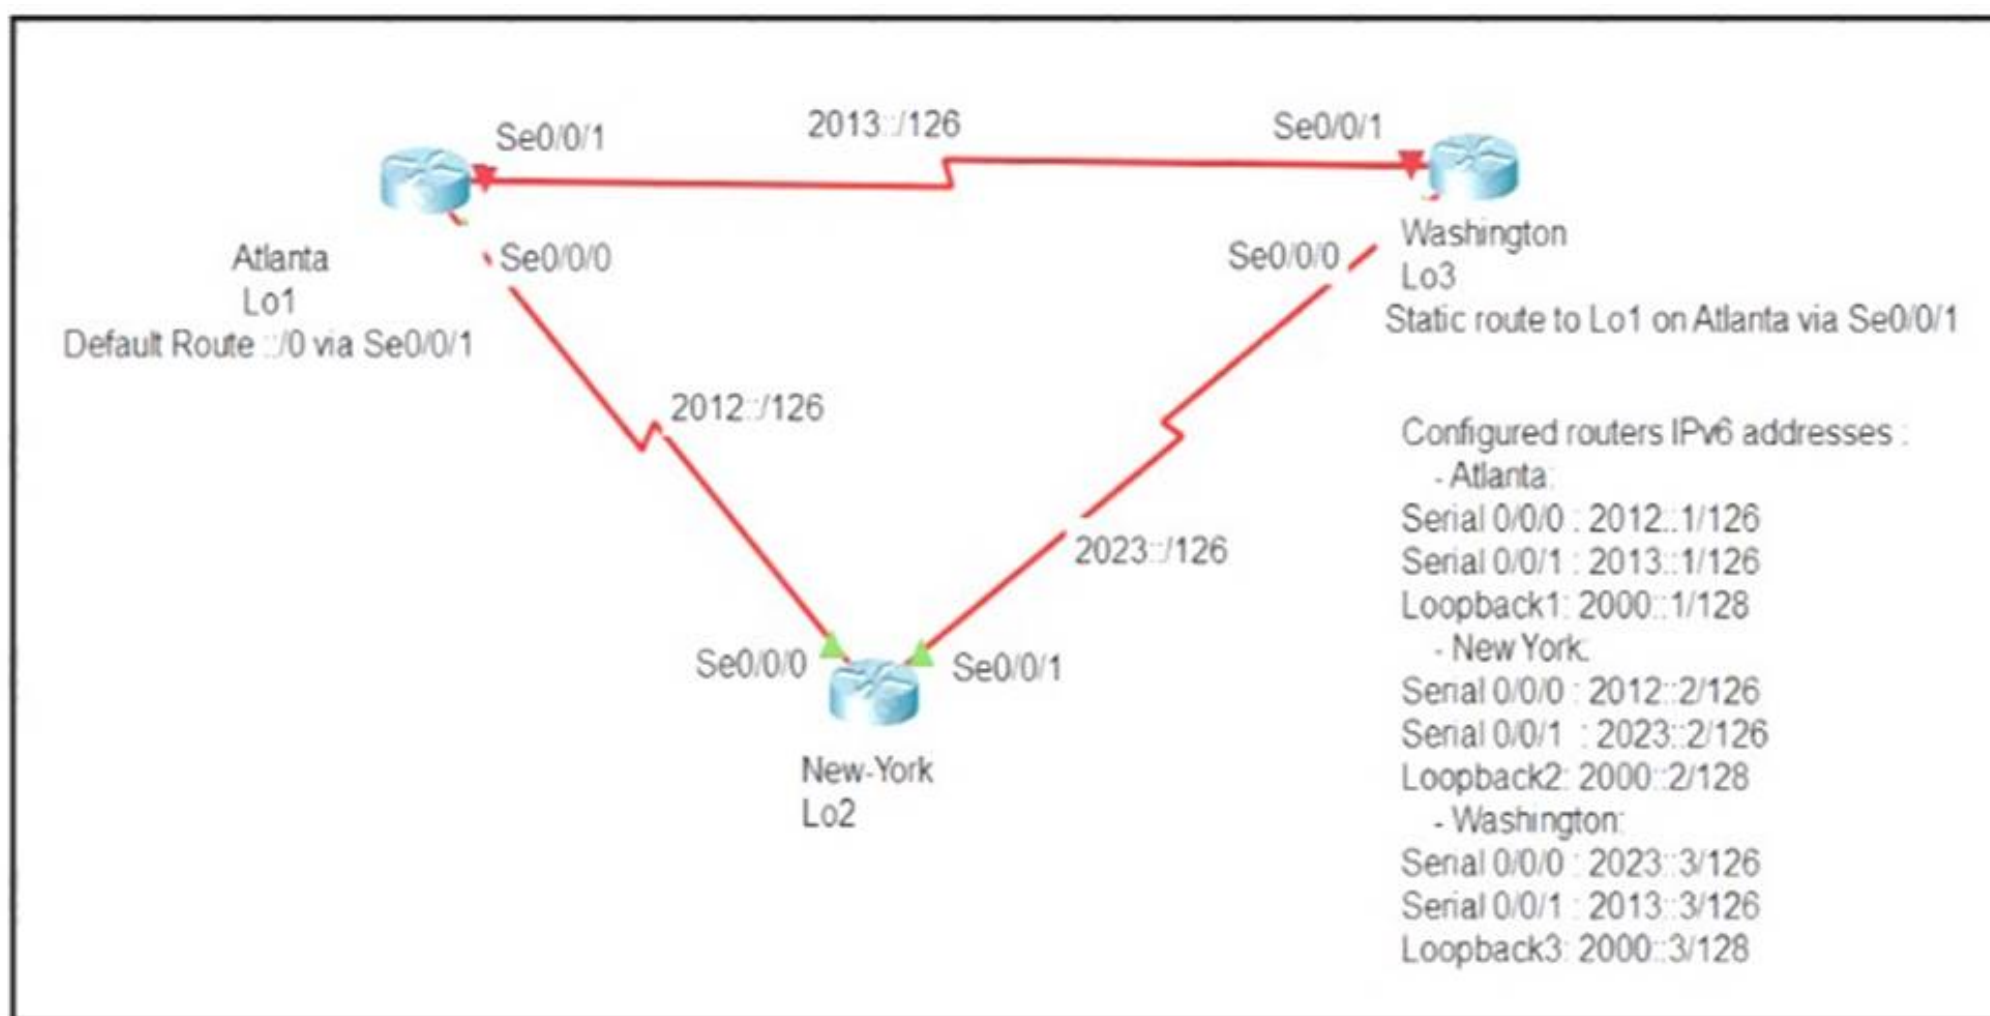 Se0/0/1
2013::/126
Se0/0/1
Atlanta
Lo1
Default Route ::/0 via Se0/0/1
Se0/0/0
Se0/0/0
Washington
Lo3
Static route to Lo1 on Atlanta via Se0/0/1
2012::/126
2023::/126
Se0/0/0
Se0/0/1
New-York
Lo2
Configured routers IPv6 addresses :
- Atlanta:
Serial 0/0/0 : 2012::1/126
Serial 0/0/1 : 2013::1/126
Loopback1: 2000::1/128
- New York:
Serial 0/0/0 : 2012::2/126
Serial 0/0/1 : 2023::2/126
Loopback2: 2000::2/128
- Washington:
Serial 0/0/0 : 2023::3/126
Serial 0/0/1 : 2013::3/126
Loopback3: 2000::3/128